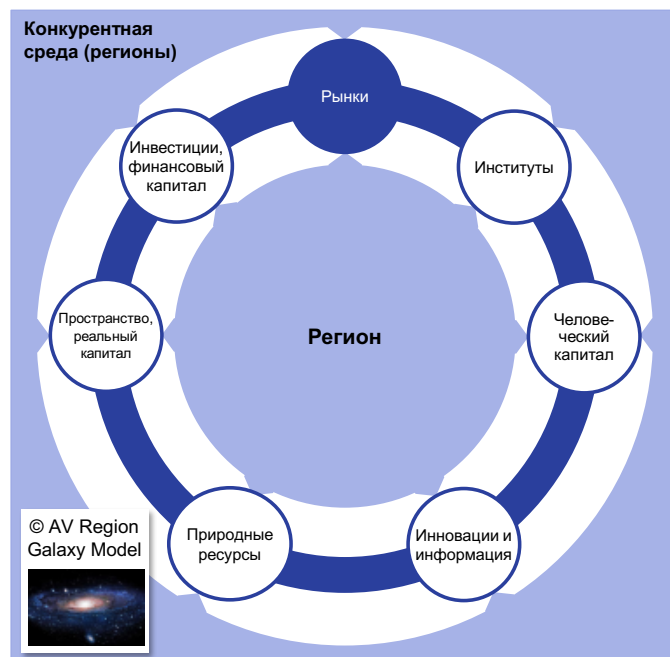 Конкурентная
среда (регионы)
Рынки
Инвестиции,
финансовый
капитал
Институты
Пространство,
реальный
капитал
Регион
Челове-
ческий
капитал
Природные
ресурсы
Инновации и
информация
© AV Region
Galaxy Model